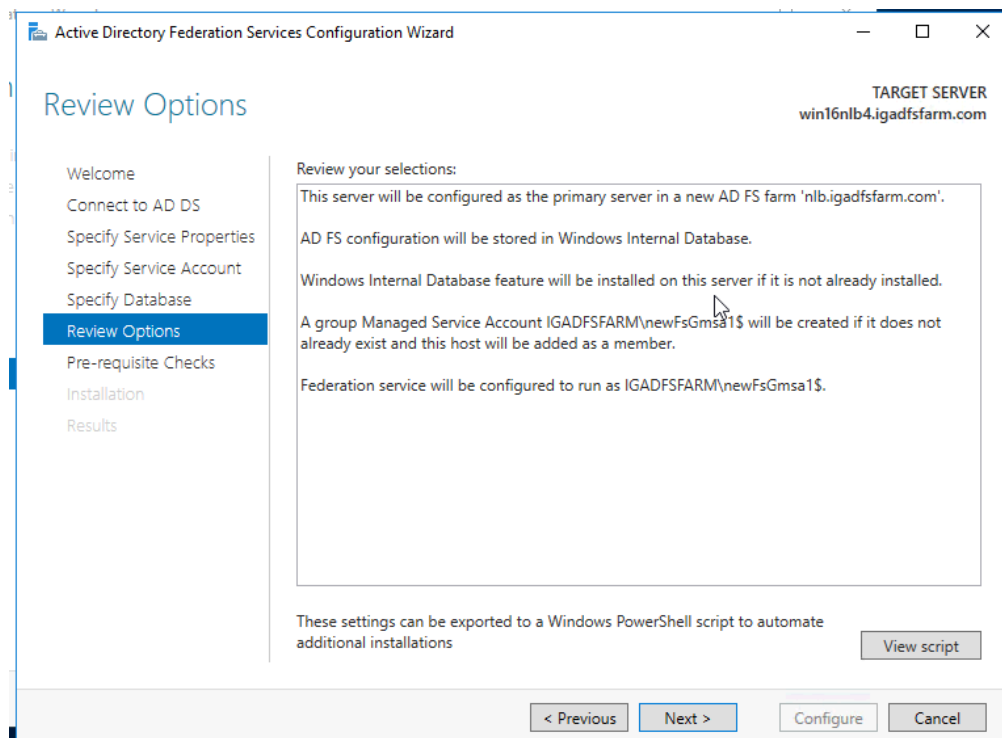 Active Directory Federation Services Configuration Wizard
Review Options
TARGET SERVER
win16nlb4.igadfsfarm.com
Welcome
Connect to AD DS
Specify Service Properties
Specify Service Account
Specify Database
Review Options
Pre-requisite Checks
Installation
Results
Review your selections:
This server will be configured as the primary server in a new AD FS farm 'nlb.igadfsfarm.com'.
AD FS configuration will be stored in Windows Internal Database.
Windows Internal Database feature will be installed on this server if it is not already installed.
A group Managed Service Account IGADFSFARM\newFsGmsa1$ will be created if it does not
already exist and this host will be added as a member.
Federation service will be configured to run as IGADFSFARM\newFsGmsa1$.
These settings can be exported to a Windows PowerShell script to automate
additional installations
View script
< Previous
Next >
Configure
Cancel